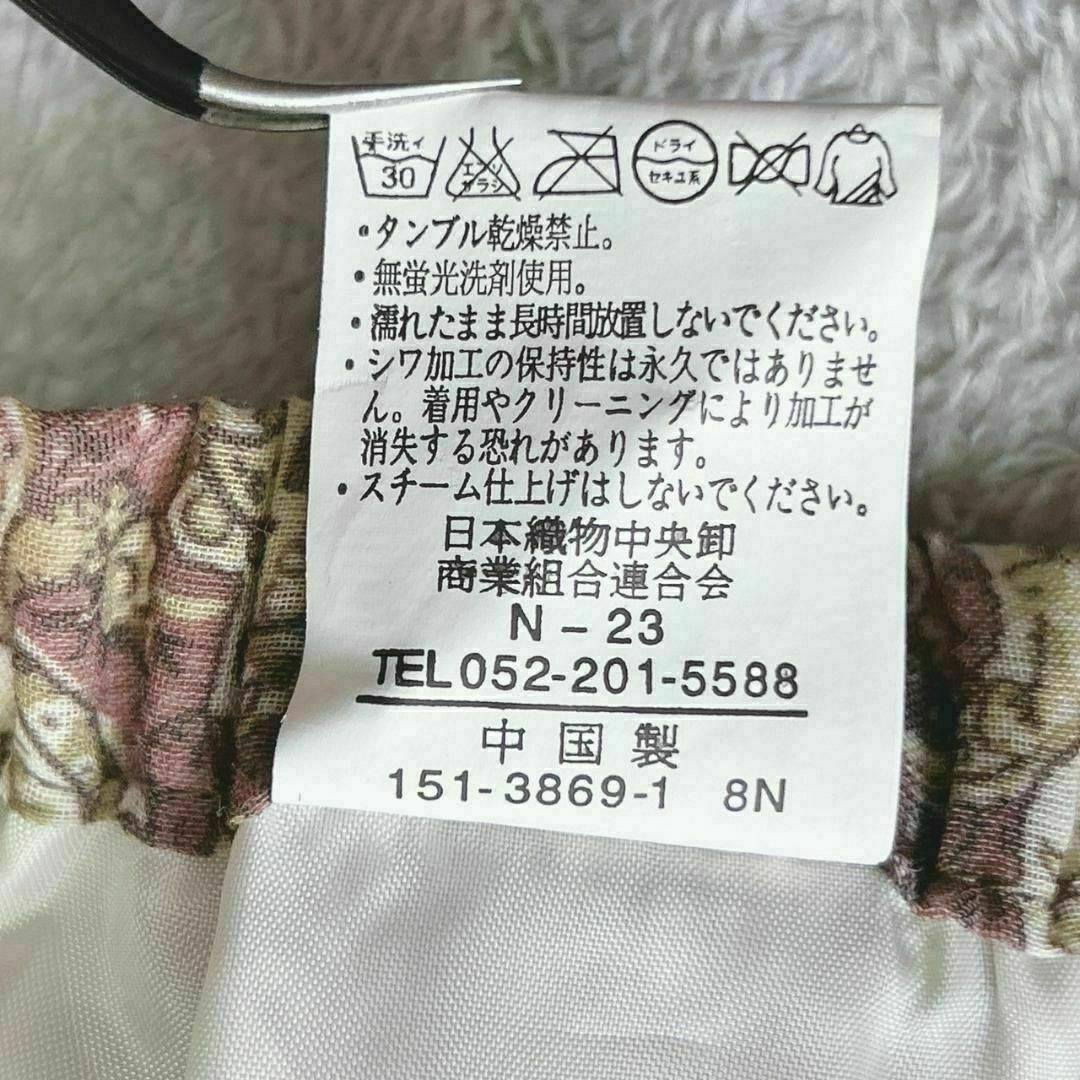 手洗イ
30
エンソ
サラシ
ドライ
セキユ系
・タンブル乾燥禁止。
・無蛍光洗剤使用。
・濡れたまま長時間放置しないでください。
・シワ加工の保持性は永久ではありませ
ん。着用やクリーニングにより加工が
消失する恐れがあります。
・スチーム仕上げはしないでください。
日本織物中央卸
商業組合連合会
N-23
TEL052-201-5588
中国製
151-3869-1 8N